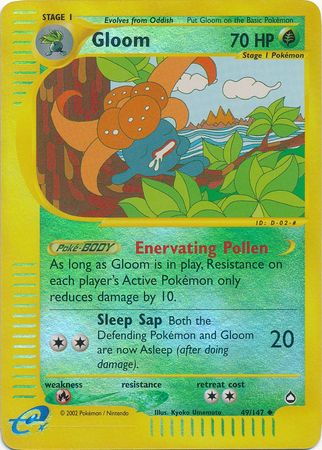 STAGE 1
Evolves from Oddish
Put Gloom on the Basic Pokémon
Gloom
70 HP
Stage 1 Pokémon
ID: D-02-#
Poké-BODY
Enervating Pollen
As long as Gloom is in play, Resistance on
each player's Active Pokémon only
reduces damage by 10.
Sleep Sap Both the
Defending Pokémon and Gloom
are now Asleep (after doing
damage).
20
weakness
resistance
retreat cost
e
© 2002 Pokémon / Nintendo
Illus. Kyoko Umemoto
49/147